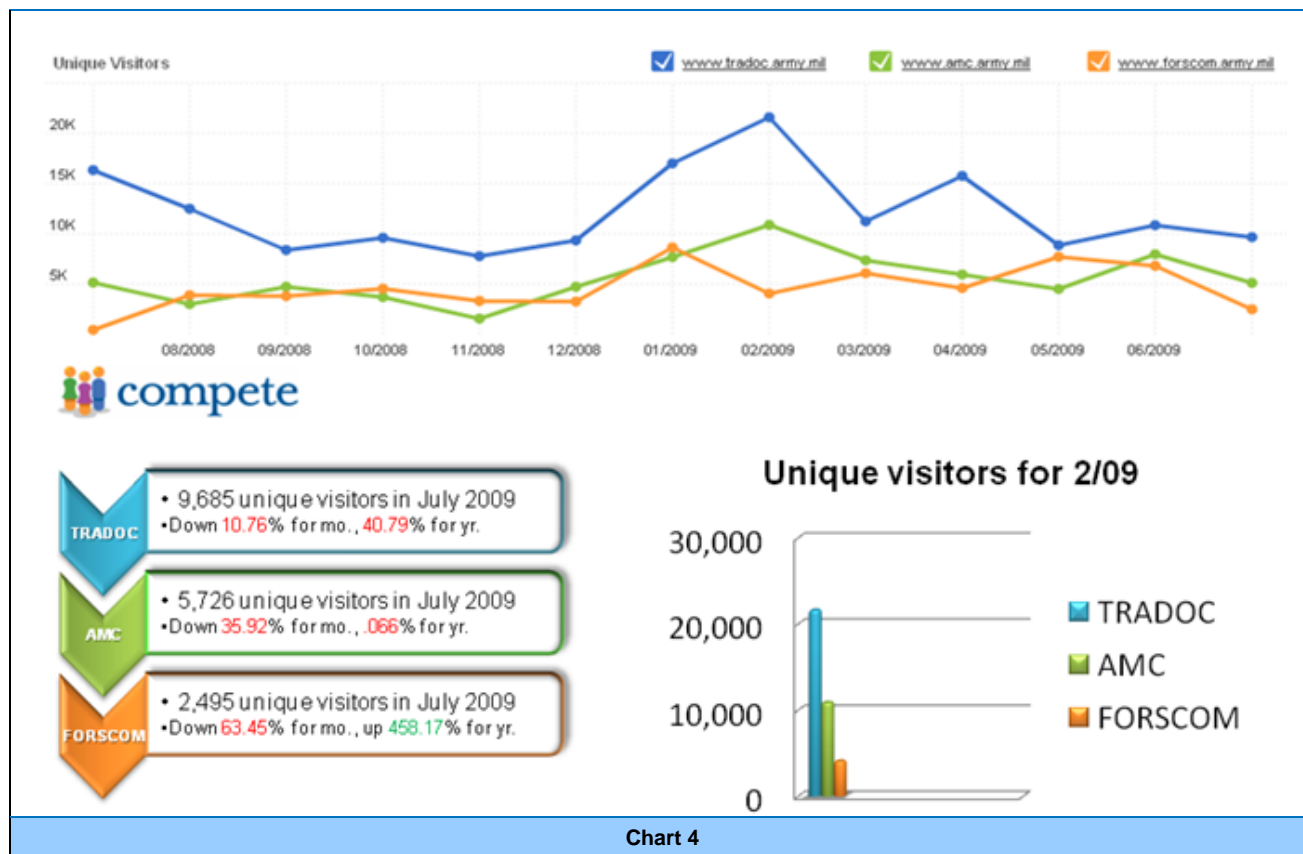 Unique Visitors
www.tradoc.army.mil
www.amc.army.mil
www.forscom.army.mil
20K
15K
10K
5K
08/2008 09/2008 10/2008 11/2008 12/2008 01/2009 02/2009 03/2009 04/2009 05/2009 06/2009
compete
TRADOC
• 9,685 unique visitors in July 2009
•Down 10.76% for mo., 40.79% for yr.
AMC
• 5,726 unique visitors in July 2009
•Down 35.92% for mo., .066% for yr.
FORSCOM
• 2,495 unique visitors in July 2009
•Down 63.45% for mo., up 458.17% for yr.
Unique visitors for 2/09
30,000
20,000
10,000
0
TRADOC
AMC
FORSCOM
Chart 4